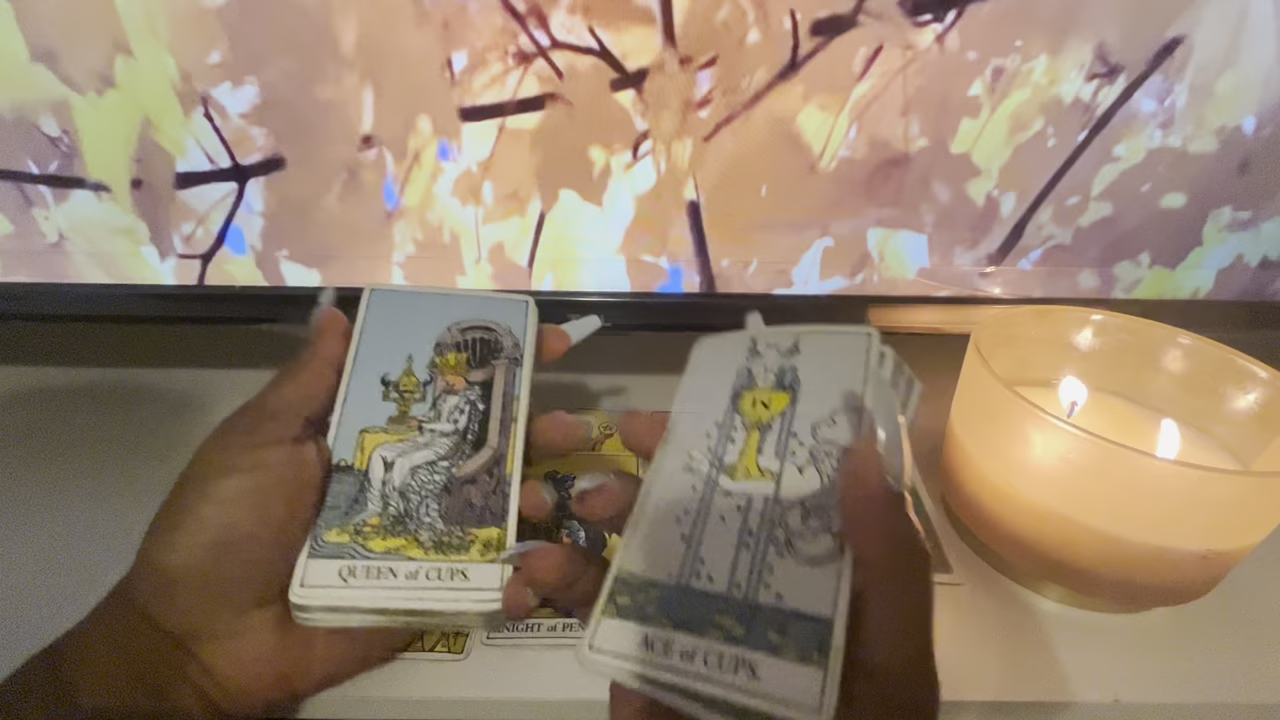 QUEEN of CUPS.
KNIGHT of PEN
ACE of CUPS.